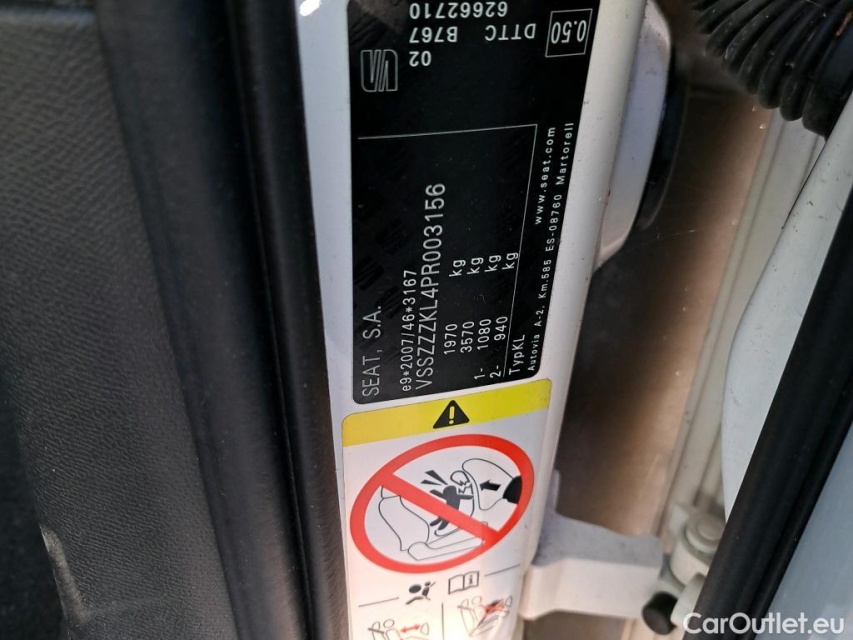 SEAT, S.A.
e9*2007/46*3167
VSSZZZKL4PR003156
1970 kg
3570 kg
1- 1080 kg
2- 940 kg
TypKL
www.seat.com
Autovia A-2, Km.585 ES-08760 Martorell
02
62662710
B767
DTTC
0.50
CarOutlet.eu